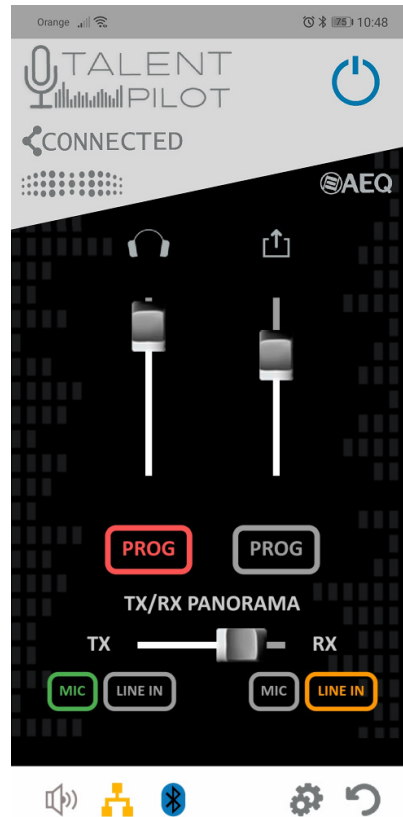 Orange 75 10:48
TALENT
PILOT
CONNECTED
AEQ
PROG PROG
TX/RX PANORAMA
TX RX
MIC LINE IN MIC LINE IN